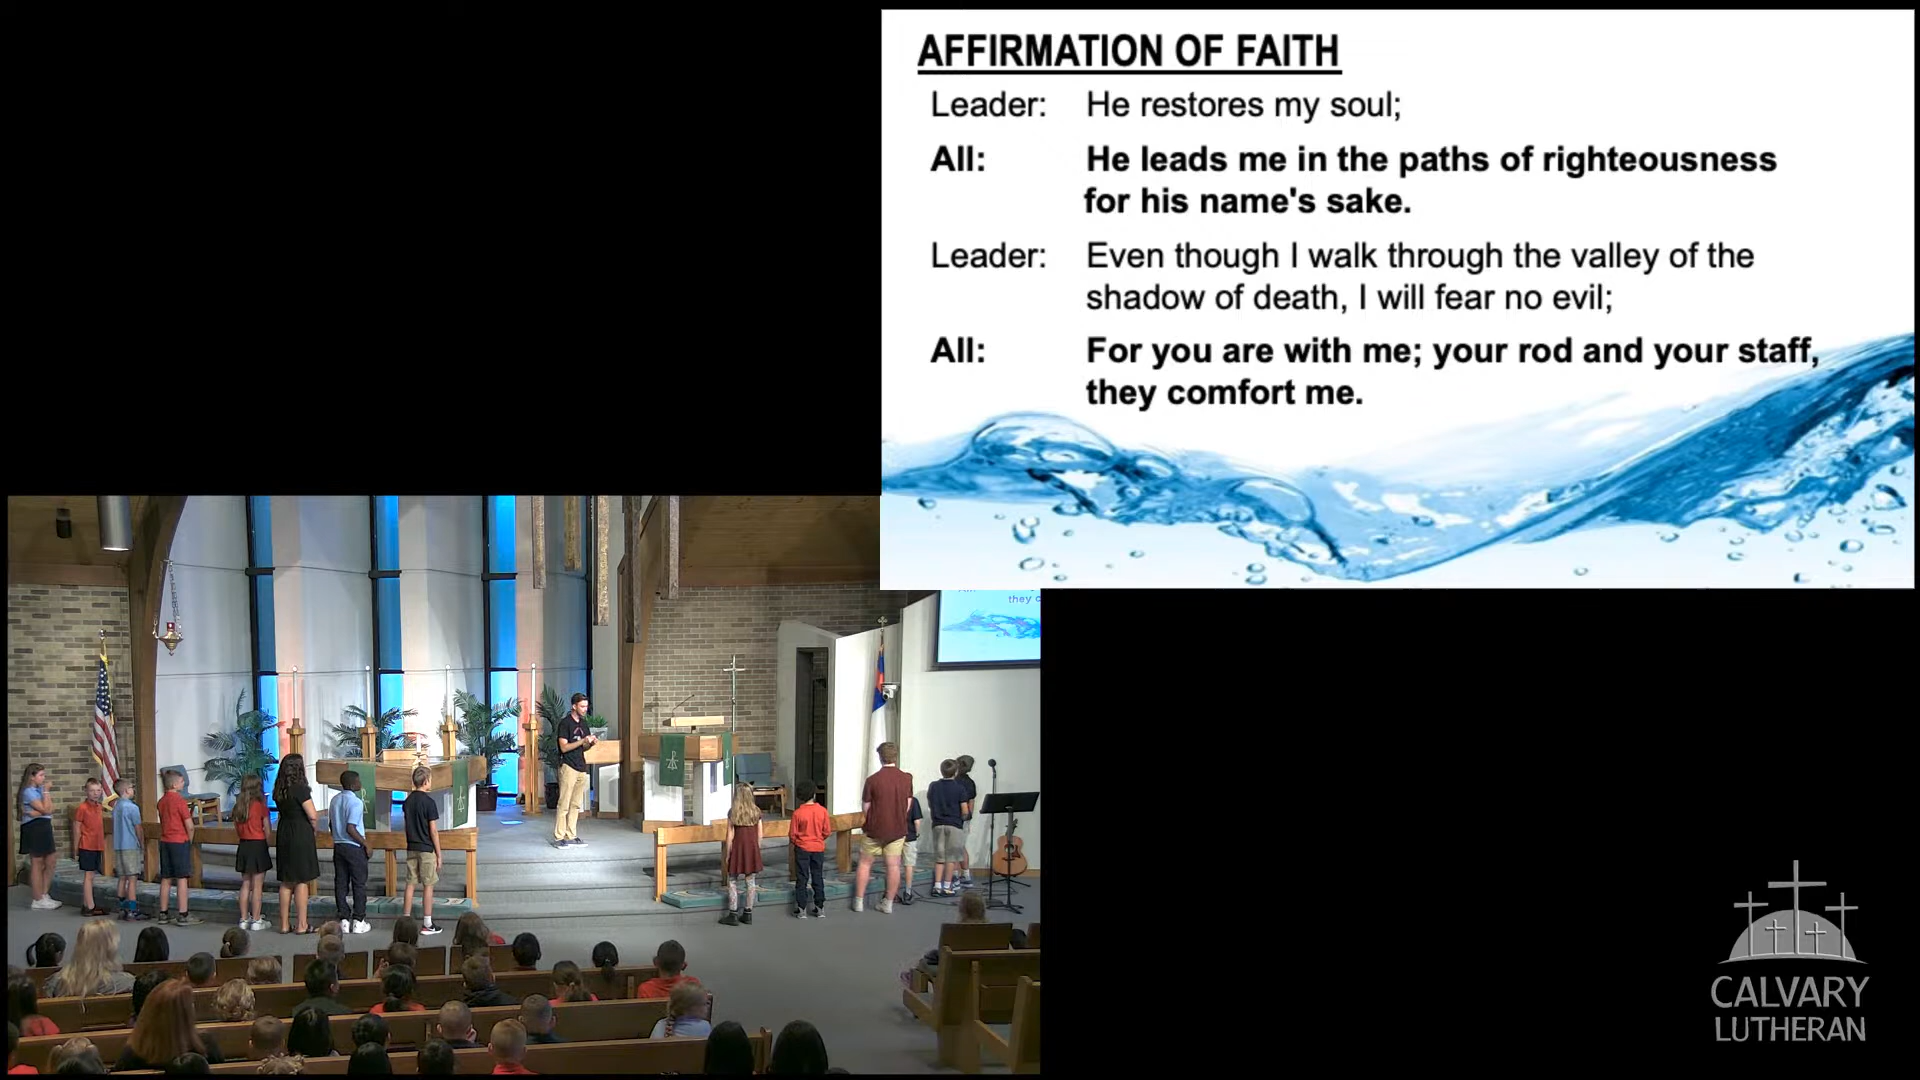 AFFIRMATION OF FAITH
Leader: He restores my soul;
All: He leads me in the paths of righteousness
for his name's sake.
Leader: Even though I walk through the valley of the
shadow of death, I will fear no evil;
All: For you are with me; your rod and your staff,
they comfort me.
they
CALVARY
LUTHERAN